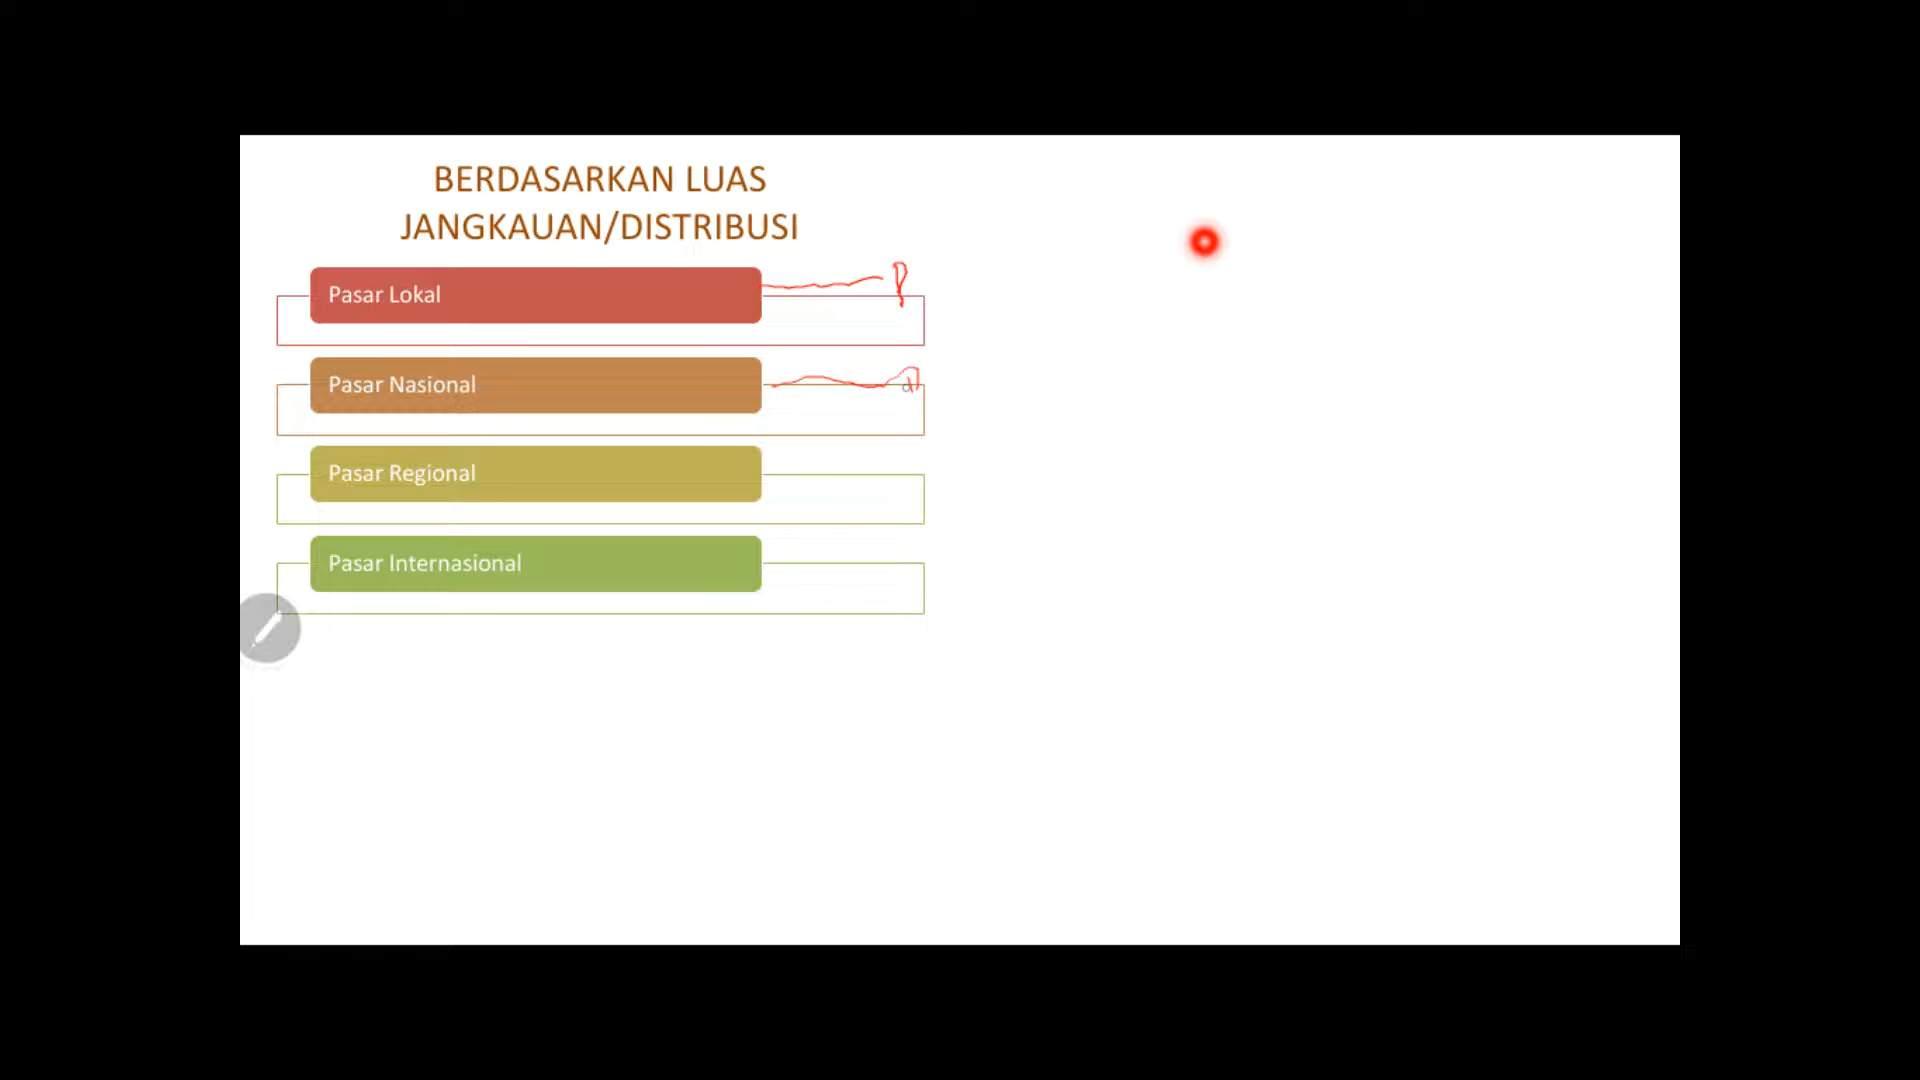 BERDASARKAN LUAS
JANGKAUAN/DISTRIBUSI
Pasar Lokal
Pasar Nasional
Pasar Regional
Pasar Internasional